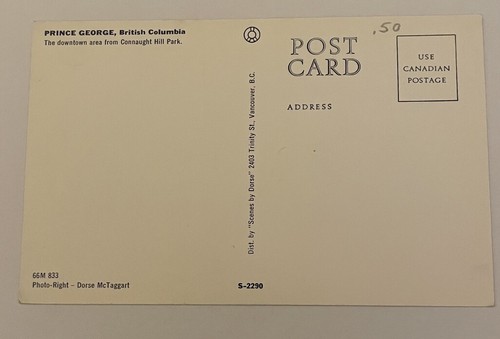 PRINCE GEORGE, British Columbia
The downtown area from Connaught Hill Park.
66M 833
Photo-Right – Dorse McTaggart
Dist. by "Scenes by Dorse" 2403 Trinity St., Vancouver, B.C.
S-2290
POST
CARD
ADDRESS
.50
USE
CANADIAN
POSTAGE